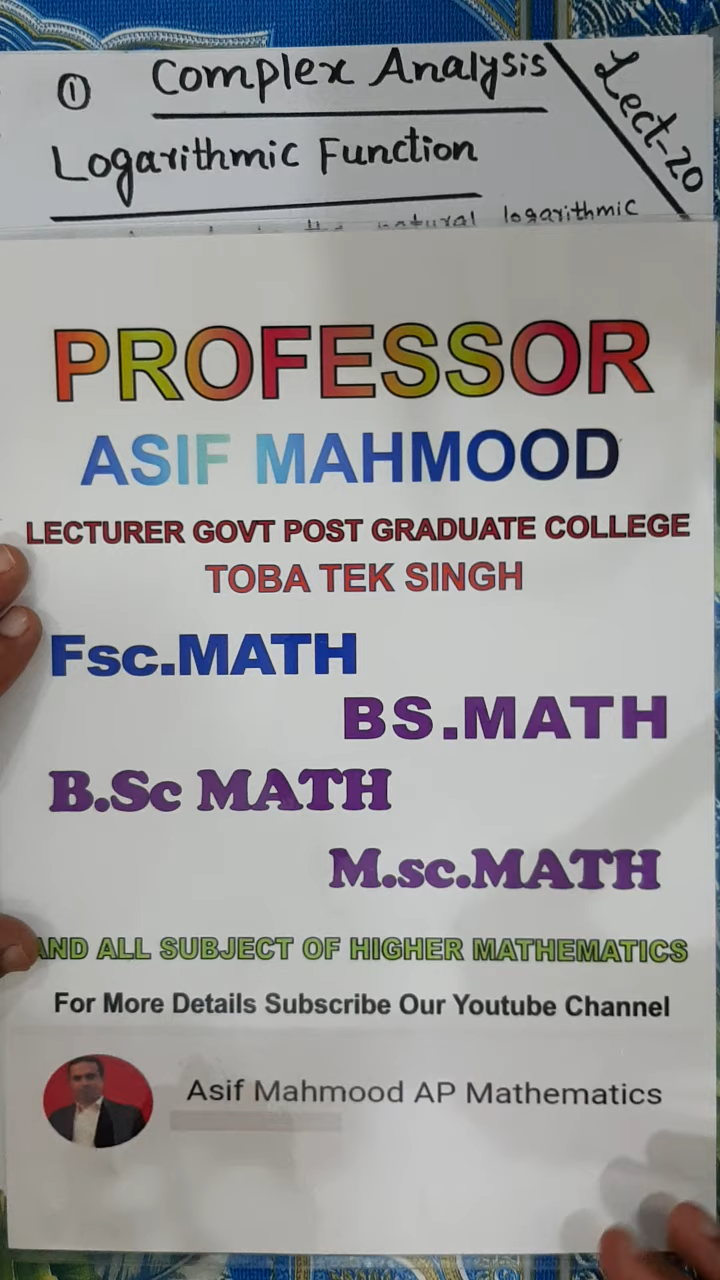 ① Complex Analysis
Lect-20
Logarithmic Function
natural logarithmic
PROFESSOR
ASIF MAHMOOD
LECTURER GOVT POST GRADUATE COLLEGE
TOBA TEK SINGH
Fsc.MATH
BS.MATH
B.Sc MATH
M.sc.MATH
AND ALL SUBJECT OF HIGHER MATHEMATICS
For More Details Subscribe Our Youtube Channel
Asif Mahmood AP Mathematics